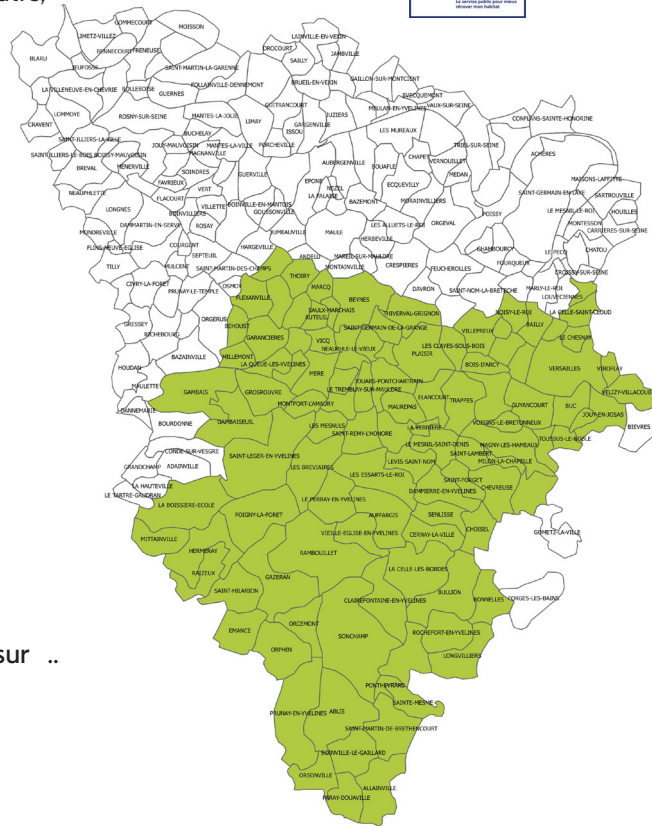 Le service public pour mieux
rénover mon habitat
GOMMECOURT
MOISSON
LIMETZ-VILLEZ
LAINVILLE-EN-VEXIN
BENNECOURT
FRENEUSE
DROCOURT
JAMBVILLE
BLARU
SAILLY
JEUFOSSE
SAINT-MARTIN-LA-GARENNE
SAILLON-SUR-MONTCIENT
FOLLAINVILLE-DENNEMONT
BRUEIL-EN-VEXIN
LA VILLENEUVE-EN-CHEVRIE
ROLLEBOISE
GUERNES
EVECQUEMONT
GUITRANCOURT
MEULAN-EN-YVELINES
VAUX-SUR-SEINE
LOMMOYE
MANTES-LA-JOLIE
JUZIERS
ROSNY-SUR-SEINE
GARGENVILLE
CONFLANS-SAINTE-HONORINE
LIMAY
CRAVENT
BUCHELAY
ISSOU
LES MUREAUX
SAINT-ILLIERS-LA-VILLE
MANTES-LA-VILLE
PORCHEVILLE
TRIEL-SUR-SEINE
JOUY-MAUVOISIN
SAINT-ILLIERS-LE-BOIS
BOISSY-MAUVOISIN
MAGNANVILLE
ACHÈRES
CHAPET
VERNOUILLET
BREVAL
MENERVILLE
AUBERGENVILLE
BOUAFLE
SOINDRES
GUERVILLE
MEDAN
FAVRIEUX
EPONE
ECQUEVILLY
MAISONS-LAFFITTE
NEAUPHLETTE
VERT
NEZEL
SAINT-GERMAIN-EN-LAYE
SARTROUVILLE
FLACOURT
LA FALAISE
BAZEMONT
MORAINVILLIERS
LONGNES
VILLETTE
BOINVILLE-EN-MANTOIS
LE MESNIL-LE-ROI
HOUILLES
BOINVILLIERS
GOUSSONVILLE
POISSY
DAMMARTIN-EN-SERVE
ROSAY
LES ALLUETS-LE-ROI
ORGEVAL
MONTESSON
CARRIERES-SUR-SEINE
MONDREVILLE
JUMEAUVILLE
MAULE
HERBEVILLE
COURGENT
HARGEVILLE
CHAMBOURCY
LE PECQ
CHATOU
FLINS-NEUVE-EGLISE
SEPTEUIL
ANDELU
MAREIL-SUR-MAULDRE
FOURQUEUX
TILLY
MULCENT
SAINT-MARTIN-DES-CHAMPS
MONTAINVILLE
CRESPIERES
FEUCHEROLLES
CROISSY-SUR-SEINE
CIVRY-LA-FORET
PRUNAY-LE-TEMPLE
OSMOY
THOIRY
MARCQ
DAVRON
SAINT-NOM-LA-BRETECHE
MARLY-LE-ROI
LOUVECIENNES
FLEXANVILLE
BEYNES
SAULX-MARCHAIS
THIVERVAL-GRIGNON
NOISY-LE-ROI
LA CELLE-SAINT-CLOUD
GRESSEY
ORGERUS
BEHOUST
AUTEUIL
SAINT-GERMAIN-DE-LA-GRANGE
VILLEPREUX
BAILLY
RICHEBOURG
GARANCIERES
VICQ
LES CLAYES-SOUS-BOIS
LE CHESNAY
BAZAINVILLE
MILLEMONT
NEAUPHLE-LE-VIEUX
PLAISIR
LA QUEUE-LES-YVELINES
BOIS-D'ARCY
VERSAILLES
VIROFLAY
HOUDAN
MERE
JOUARS-PONTCHARTRAIN
MAULETTE
GAMBAIS
GROSROUVRE
LE TREMBLAY-SUR-MAULDRE
ELANCOURT
TRAPPES
VELIZY-VILLACOUBLAY
DANNEMARIE
MONTFORT-L'AMAURY
MAUREPAS
GUYANCOURT
BUC
JOUY-EN-JOSAS
BOURDONNE
GAMBAISEUIL
LES MESNULS
LA VERRIERE
VOISINS-LE-BRETONNEUX
BIEVRES
SAINT-REMY-L'HONORE
TOUSSUS-LE-NOBLE
CONDE-SUR-VESGRE
SAINT-LEGER-EN-YVELINES
LE MESNIL-SAINT-DENIS
MAGNY-LES-HAMEAUX
GRANDCHAMP
ADAINVILLE
LES BREVIAIRES
LEVIS-SAINT-NOM
SAINT-LAMBERT
MILON-LA-CHAPELLE
LA HAUTEVILLE
LES ESSARTS-LE-ROI
SAINT-FORGET
LE TARTRE-GAUDRAN
DAMPIERRE-EN-YVELINES
CHEVREUSE
LA BOISSIERE-ECOLE
LE PERRAY-EN-YVELINES
POIGNY-LA-FORET
AUFFARGIS
SENLISSE
CHOISEL
MITTAINVILLE
VIEILLE-EGLISE-EN-YVELINES
CERNAY-LA-VILLE
GOMETZ-LA-VILLE
HERMERAY
RAMBOUILLET
RAIZEUX
GAZERAN
LA CELLE-LES-BORDES
SAINT-HILARION
BULLION
CLAIREFONTAINE-EN-YVELINES
BONNELLES
FORGES-LES-BAINS
ORCEMONT
EMANCE
SONCHAMP
ROCHEFORT-EN-YVELINES
sur ..
ORPHIN
LONGVILLIERS
PONTHEVRARD
SAINTE-MESME
PRUNAY-EN-YVELINES
ABLIS
SAINT-MARTIN-DE-BRETHENCOURT
BOINVILLE-LE-GAILLARD
ORSONVILLE
ALLAINVILLE
PARAY-DOUAVILLE